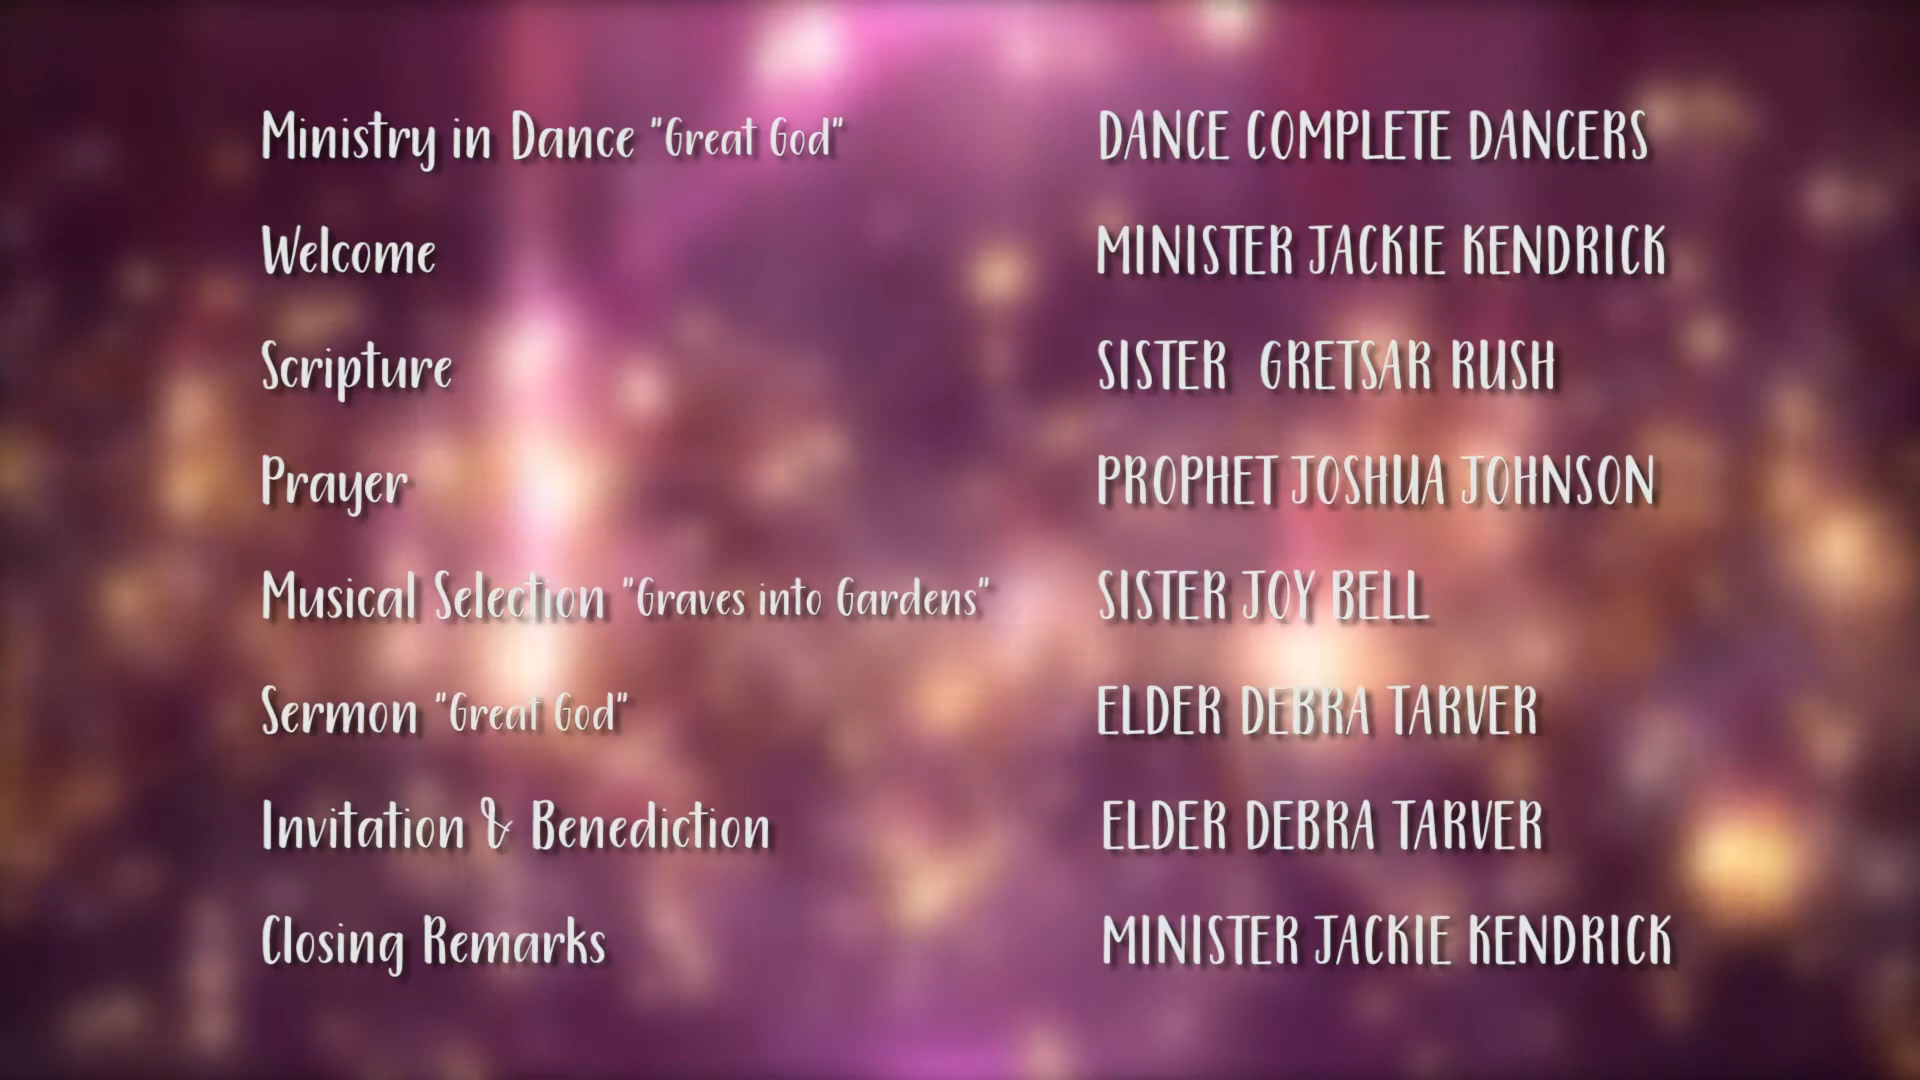 Ministry in Dance "Great God" DANCE COMPLETE DANCERS
Welcome MINISTER JACKIE KENDRICK
Scripture SISTER GRETSAR RUSH
Prayer PROPHET JOSHUA JOHNSON
Musical Selection "Graves into Gardens" SISTER JOY BELL
Sermon "Great God" ELDER DEBRA TARVER
Invitation & Benediction ELDER DEBRA TARVER
Closing Remarks MINISTER JACKIE KENDRICK